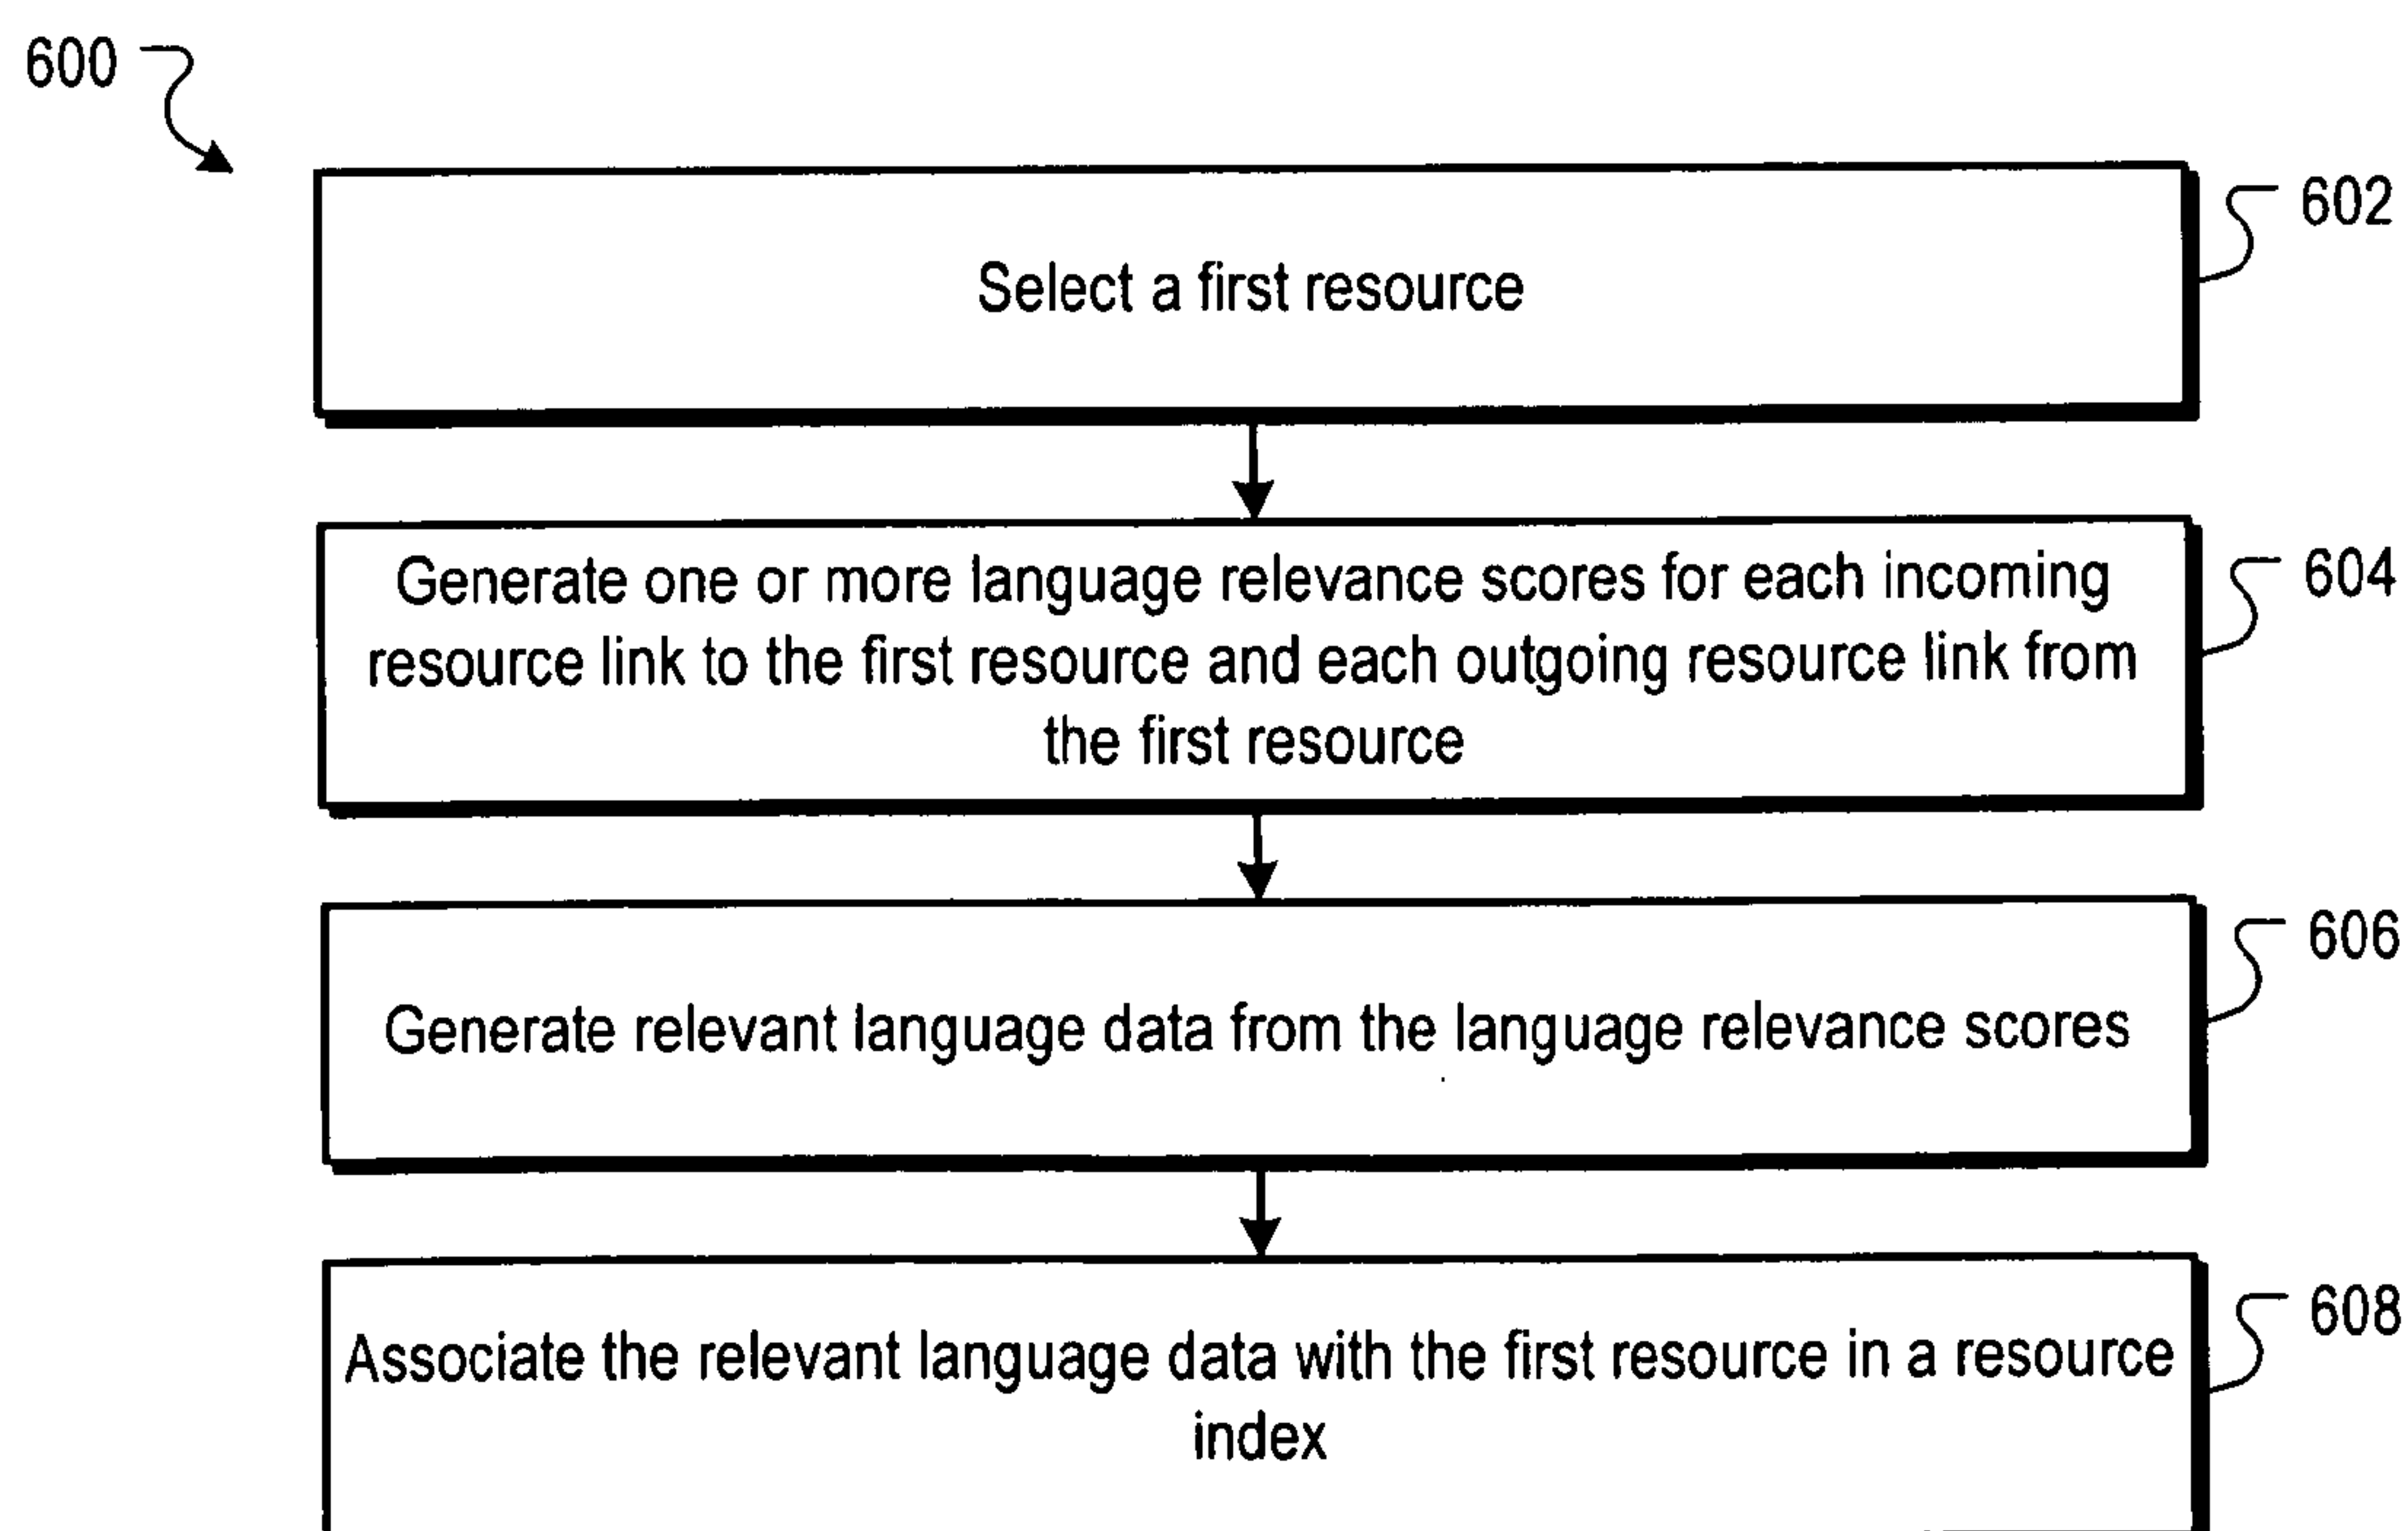 600
602
Select a first resource
604
Generate one or more language relevance scores for each incoming
resource link to the first resource and each outgoing resource link from
the first resource
606
Generate relevant language data from the language relevance scores
608
Associate the relevant language data with the first resource in a resource
index